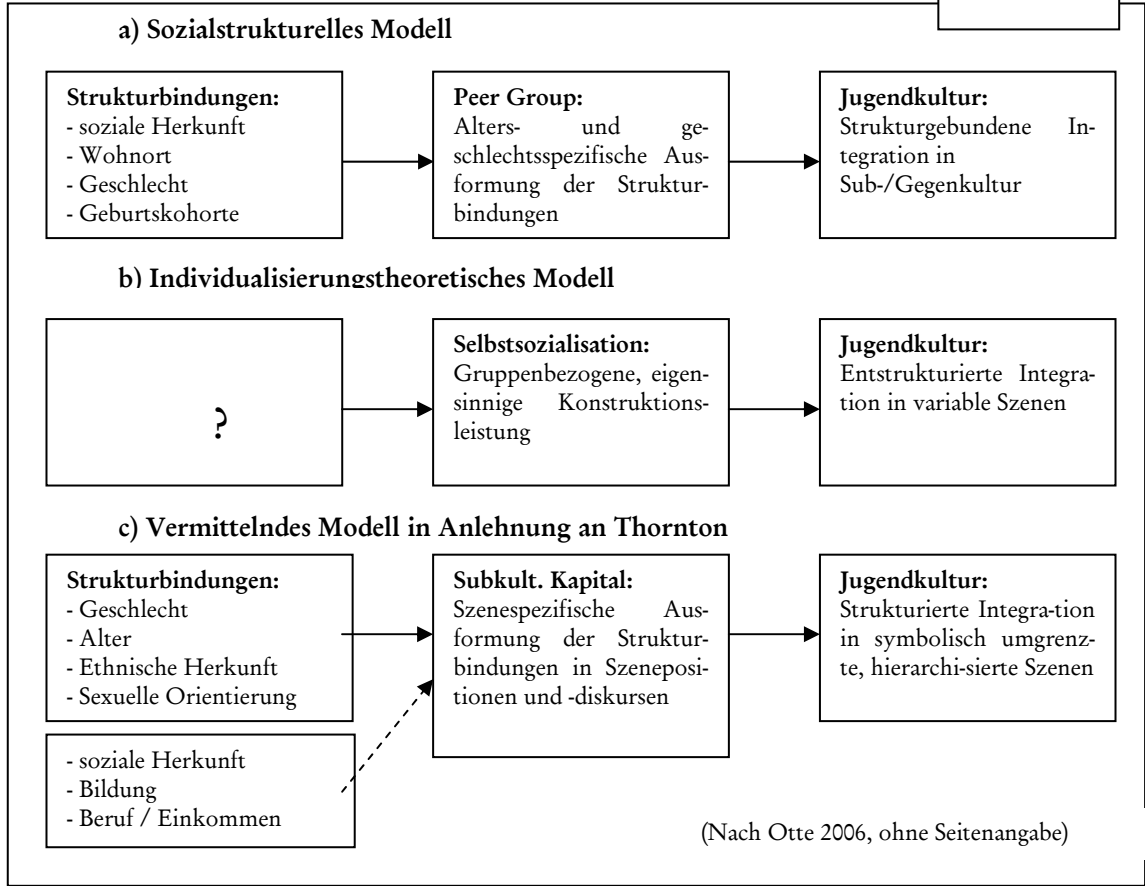 a) Sozialstrukturelles Modell
Strukturbindungen:
- soziale Herkunft
- Wohnort
- Geschlecht
- Geburtskohorte
Peer Group:
Alters- und ge-
schlechtsspezifische Aus-
formung der Struktur-
bindungen
Jugendkultur:
Strukturgebundene In-
tegration in
Sub-/Gegenkultur
b) Individualisierungstheoretisches Modell
?
Selbstsozialisation:
Gruppenbezogene, eigen-
sinnige Konstruktions-
leistung
Jugendkultur:
Entstrukturierte Integra-
tion in variable Szenen
c) Vermittelndes Modell in Anlehnung an Thornton
Strukturbindungen:
- Geschlecht
- Alter
- Ethnische Herkunft
- Sexuelle Orientierung
- soziale Herkunft
- Bildung
- Beruf / Einkommen
Subkult. Kapital:
Szenespezifische Aus-
formung der Struktur-
bindungen in Szeneposi-
tionen und -diskursen
Jugendkultur:
Strukturierte Integra-tion
in symbolisch umgrenz-
te, hierarchi-sierte Szenen
(Nach Otte 2006, ohne Seitenangabe)